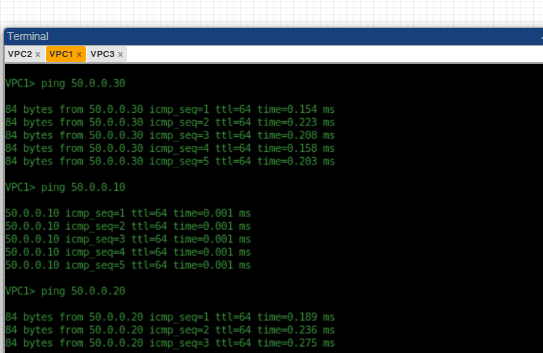 Terminal
VPC2 × VPC1 × VPC3 ×
VPC1> ping 50.0.0.30
84 bytes from 50.0.0.30 icmp_seq=1 ttl=64 time=0.154 ms
84 bytes from 50.0.0.30 icmp_seq=2 ttl=64 time=0.223 ms
84 bytes from 50.0.0.30 icmp_seq=3 ttl=64 time=0.208 ms
84 bytes from 50.0.0.30 icmp_seq=4 ttl=64 time=0.158 ms
84 bytes from 50.0.0.30 icmp_seq=5 ttl=64 time=0.203 ms
VPC1> ping 50.0.0.10
50.0.0.10 icmp_seq=1 ttl=64 time=0.001 ms
50.0.0.10 icmp_seq=2 ttl=64 time=0.001 ms
50.0.0.10 icmp_seq=3 ttl=64 time=0.001 ms
50.0.0.10 icmp_seq=4 ttl=64 time=0.001 ms
50.0.0.10 icmp_seq=5 ttl=64 time=0.001 ms
VPC1> ping 50.0.0.20
84 bytes from 50.0.0.20 icmp_seq=1 ttl=64 time=0.189 ms
84 bytes from 50.0.0.20 icmp_seq=2 ttl=64 time=0.236 ms
84 bytes from 50.0.0.20 icmp_seq=3 ttl=64 time=0.275 ms